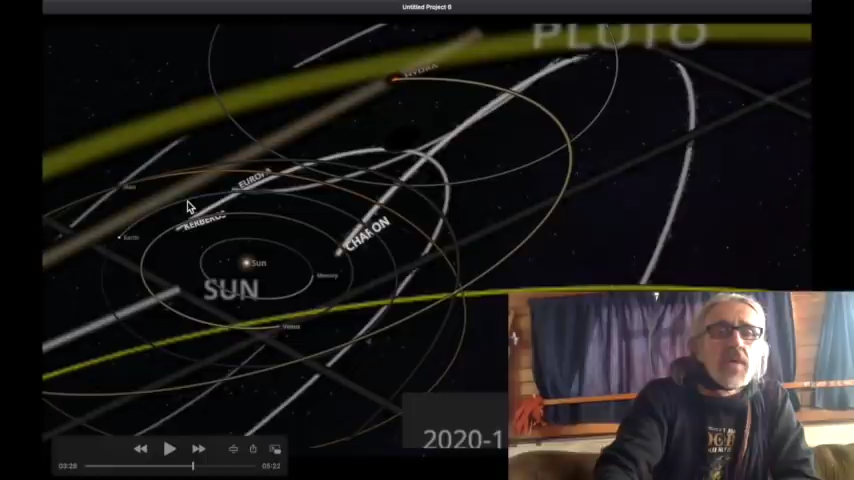 Untitled Project 6
PLUTO
HYDRA
EUROPA
Mars
KERBEROS
Earth
CHARON
Sun
Mercury
SUN
Venus
2020-1
03:28
05:22